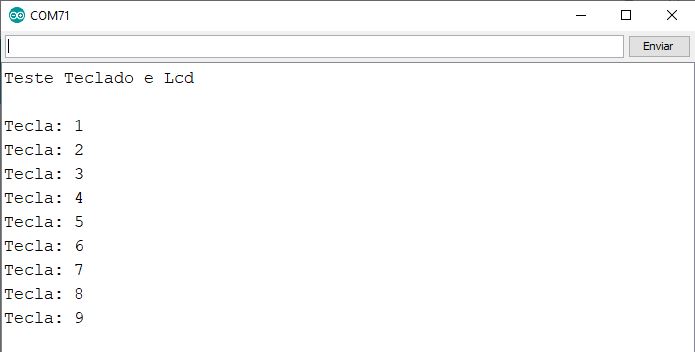 COM71
Enviar
Teste Teclado e Lcd
Tecla: 1
Tecla: 2
Tecla: 3
Tecla: 4
Tecla: 5
Tecla: 6
Tecla: 7
Tecla: 8
Tecla: 9